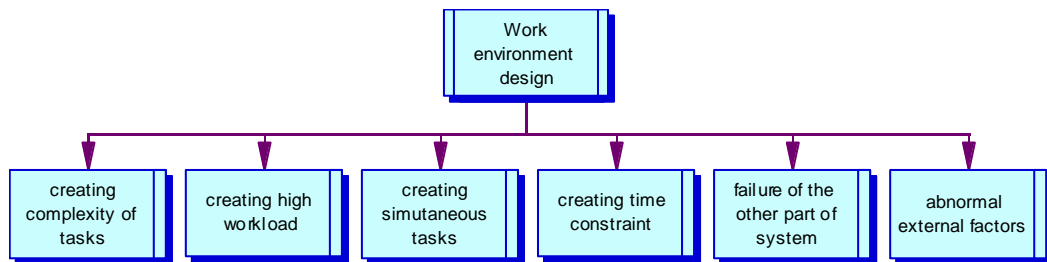 Work
environment
design
creating
complexity of
tasks
creating high
workload
creating
simutaneous
tasks
creating time
constraint
failure of the
other part of
system
abnormal
external factors